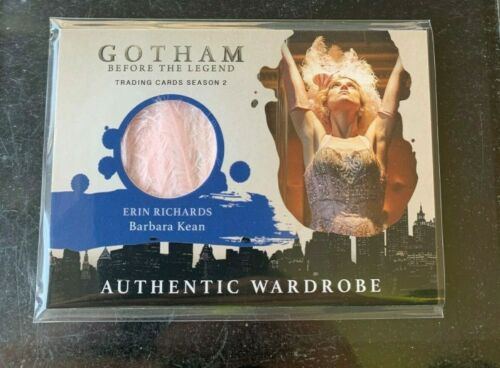 GOTHAM
BEFORE THE LEGEND
TRADING CARDS SEASON 2
ERIN RICHARDS
Barbara Kean
AUTHENTIC WARDROBE